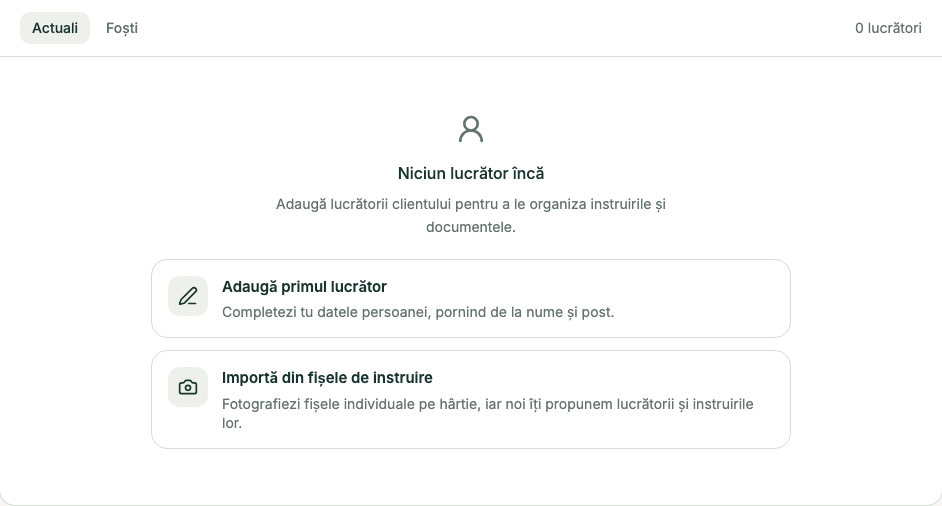 Actuali
Foști
0 lucrători
Niciun lucrător încă
Adaugă lucrătorii clientului pentru a le organiza instruirile și
documentele.
Adaugă primul lucrător
Completezi tu datele persoanei, pornind de la nume și post.
Importă din fișele de instruire
Fotografiezi fișele individuale pe hârtie, iar noi îți propunem lucrătorii și instruirile
lor.